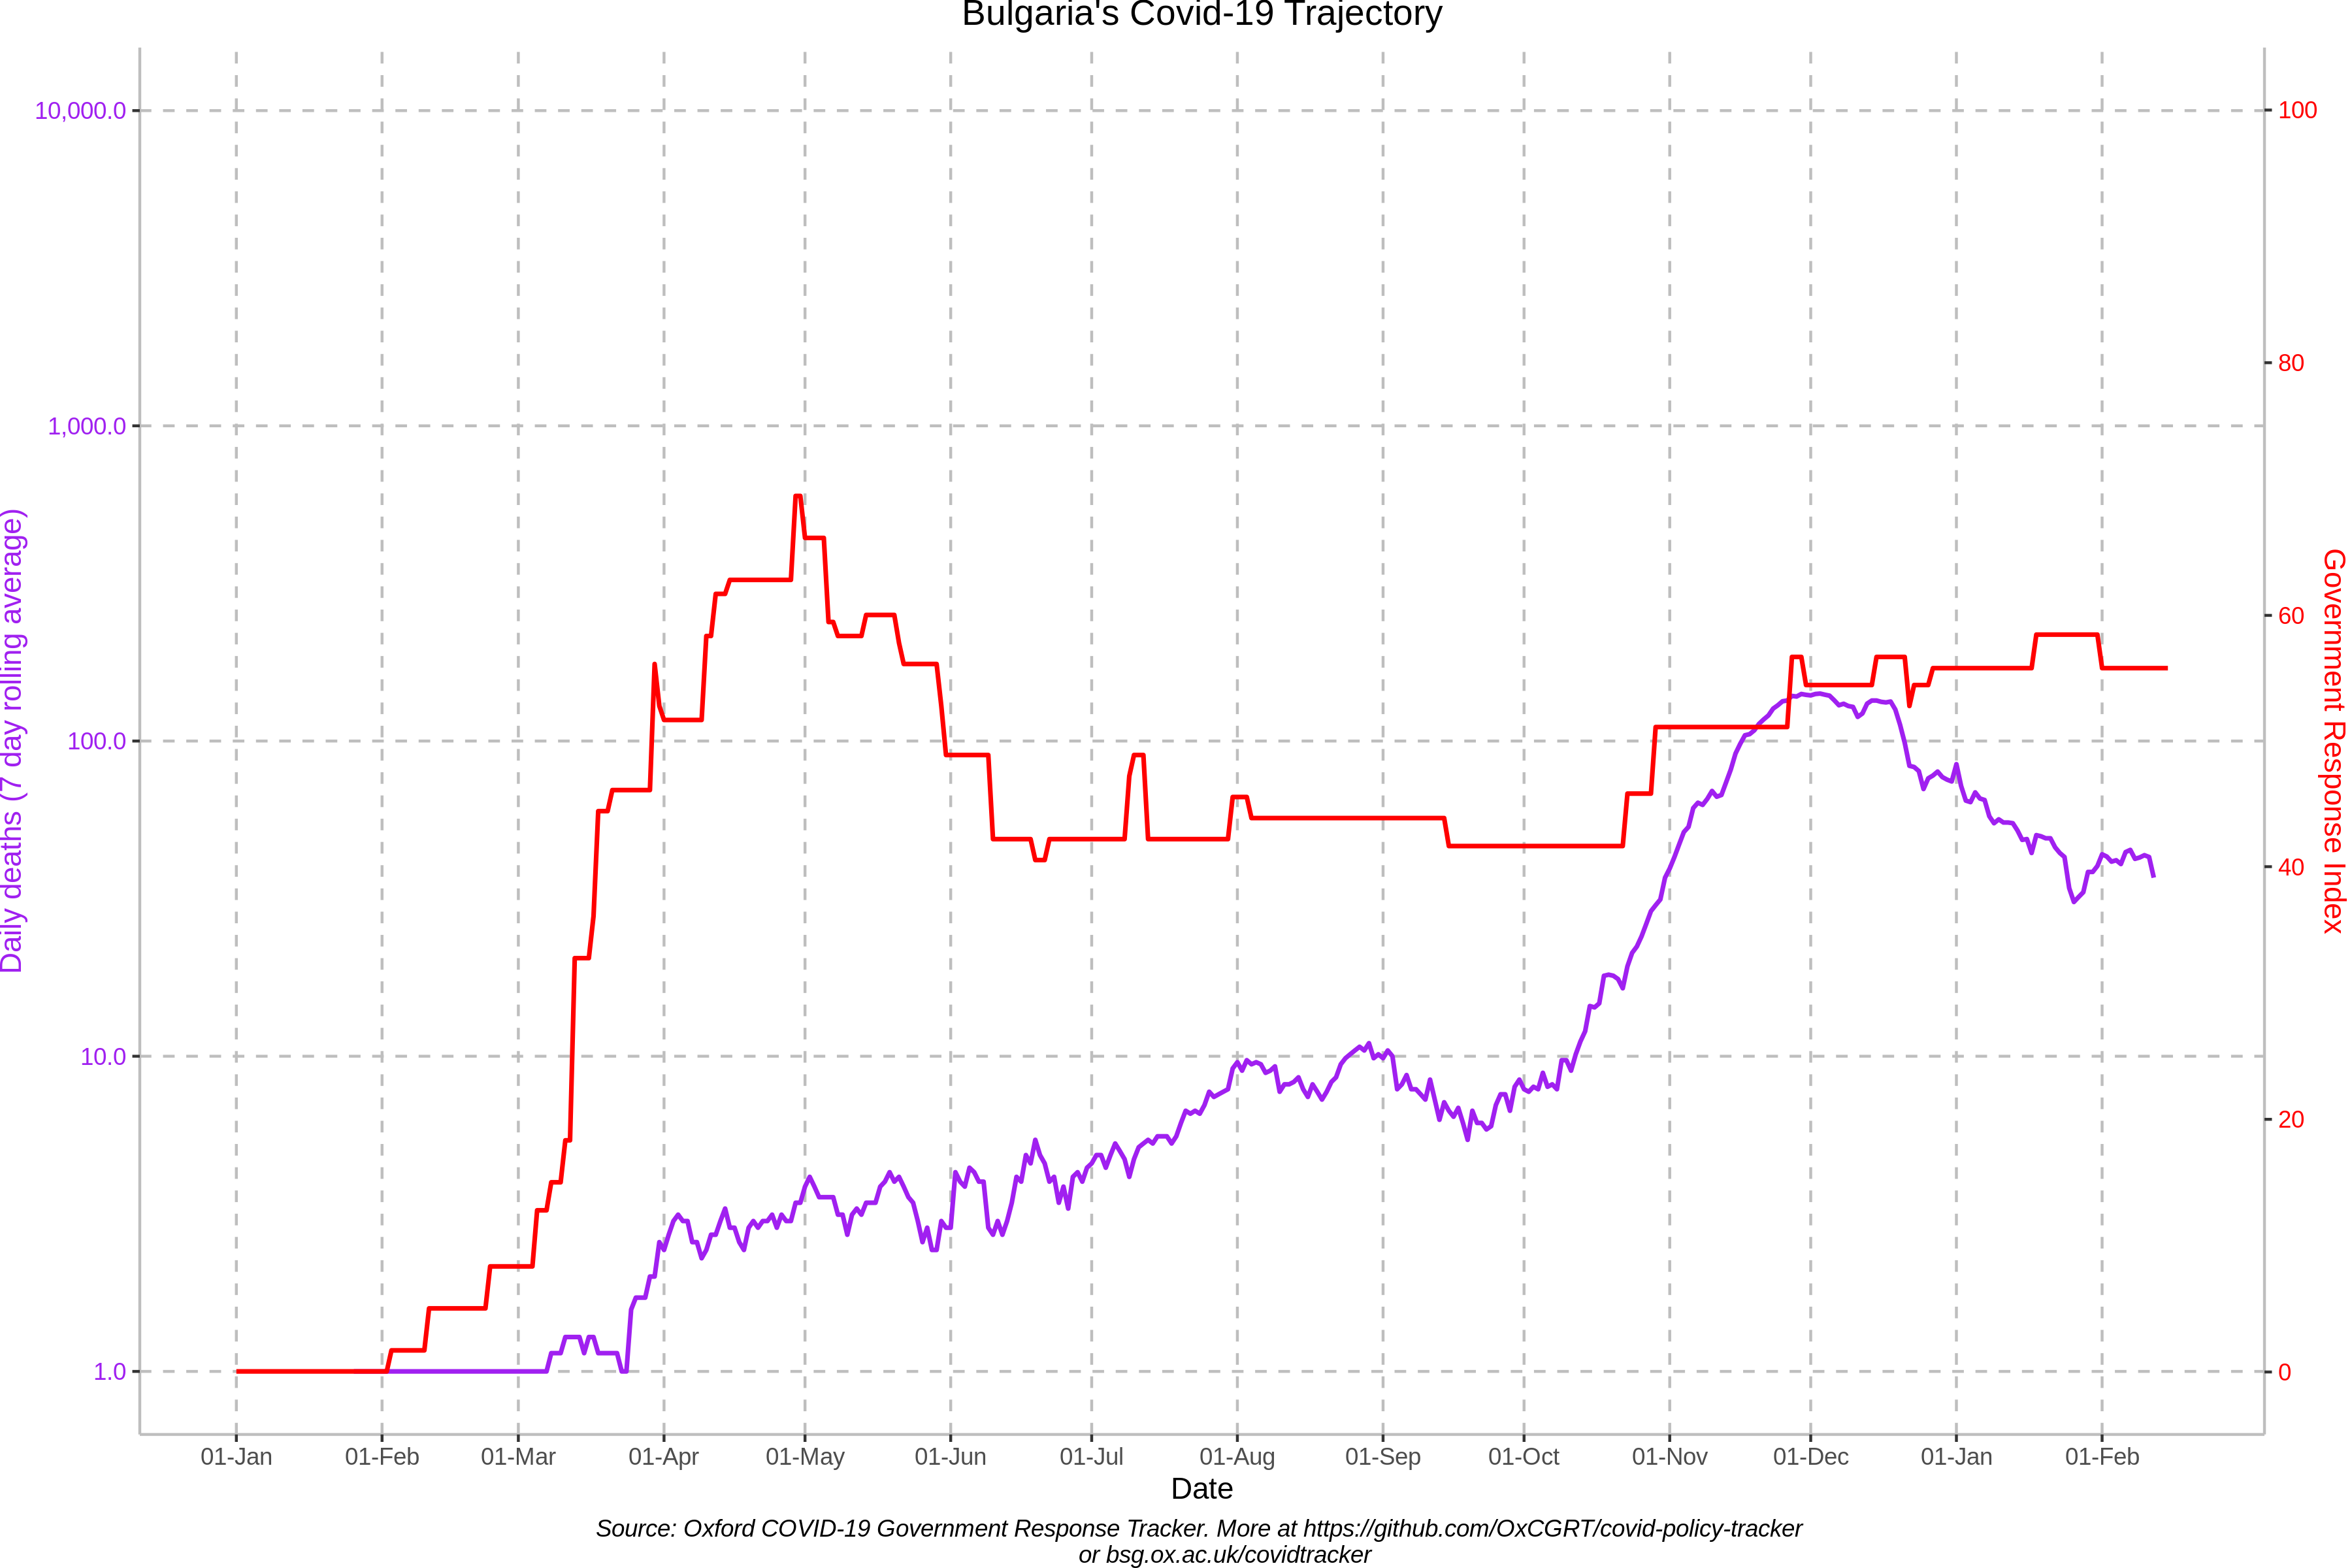 Bulgaria's Covid-19 Trajectory
Daily deaths (7 day rolling average)
10,000.0
1,000.0
100.0
10.0
1.0
100
80
60
40
20
0
Government Response Index
01-Jan 01-Feb 01-Mar 01-Apr 01-May 01-Jun 01-Jul 01-Aug 01-Sep 01-Oct 01-Nov 01-Dec 01-Jan 01-Feb
Date
Source: Oxford COVID-19 Government Response Tracker. More at https://github.com/OxCGRT/covid-policy-tracker
or bsg.ox.ac.uk/covidtracker